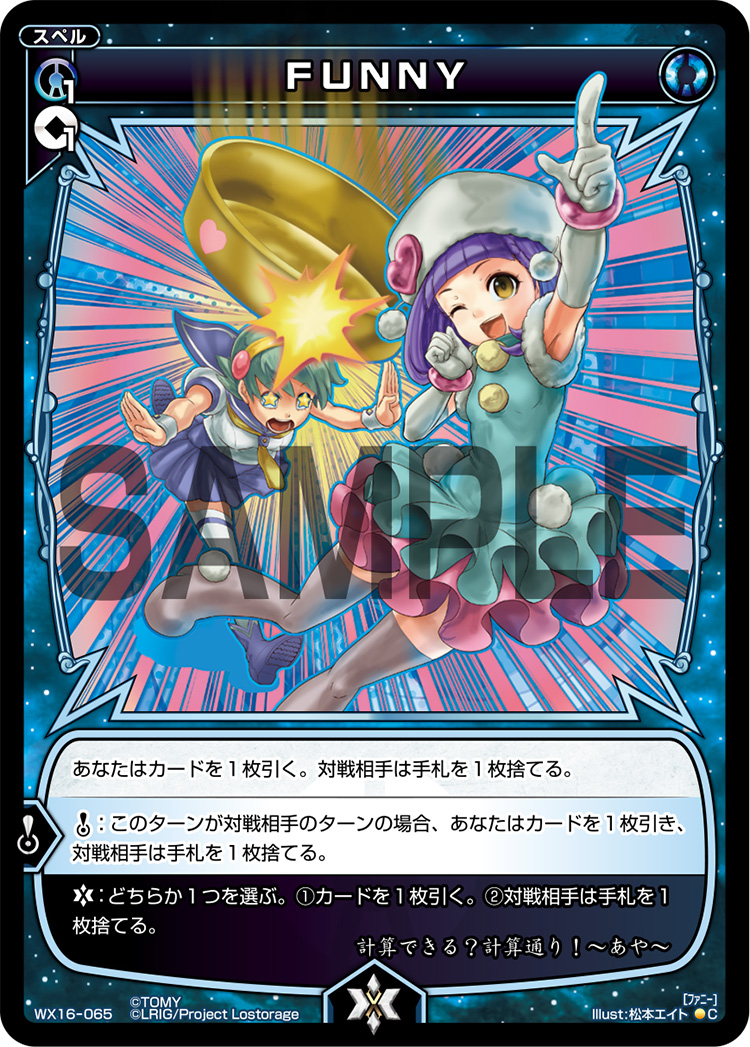 スペル
FUNNY
1
1
SAMPLE
あなたはカードを1枚引く。対戦相手は手札を1枚捨てる。
：このターンが対戦相手のターンの場合、あなたはカードを1枚引き、
対戦相手は手札を1枚捨てる。
：どちらか1つを選ぶ。①カードを1枚引く。②対戦相手は手札を1
枚捨てる。
計算できる？計算通り！～あや～
WX16-065
©TOMY
©LRIG/Project Lostorage
[ファニー]
Illust:松本エイト C